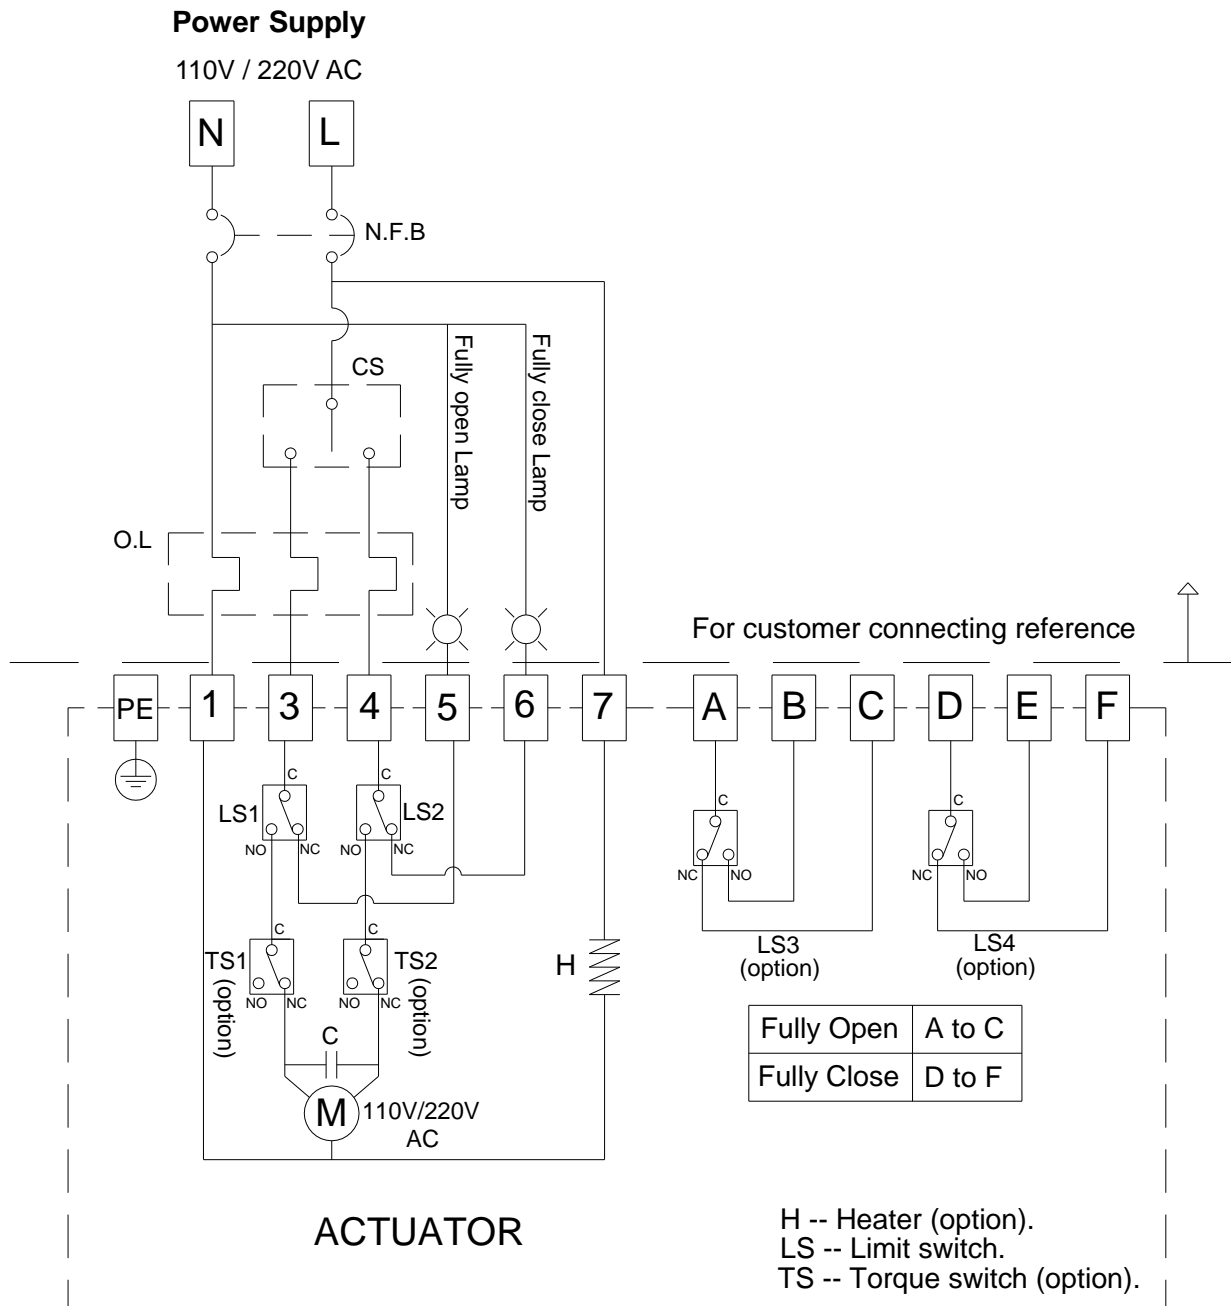 Power Supply
110V / 220V AC
N
L
N.F.B
CS
Fully open Lamp
Fully close Lamp
O.L
For customer connecting reference
PE
1
3
4
5
6
7
A
B
C
D
E
F
C
C
LS1
LS2
NO
NC
NO
NC
C
C
NC
NO
NC
NO
LS3
(option)
LS4
(option)
C
C
TS1
(option)
TS2
(option)
NO
NC
NO
NC
H
C
M
110V/220V
AC
Fully Open A to C
Fully Close D to F
ACTUATOR
H -- Heater (option).
LS -- Limit switch.
TS -- Torque switch (option).